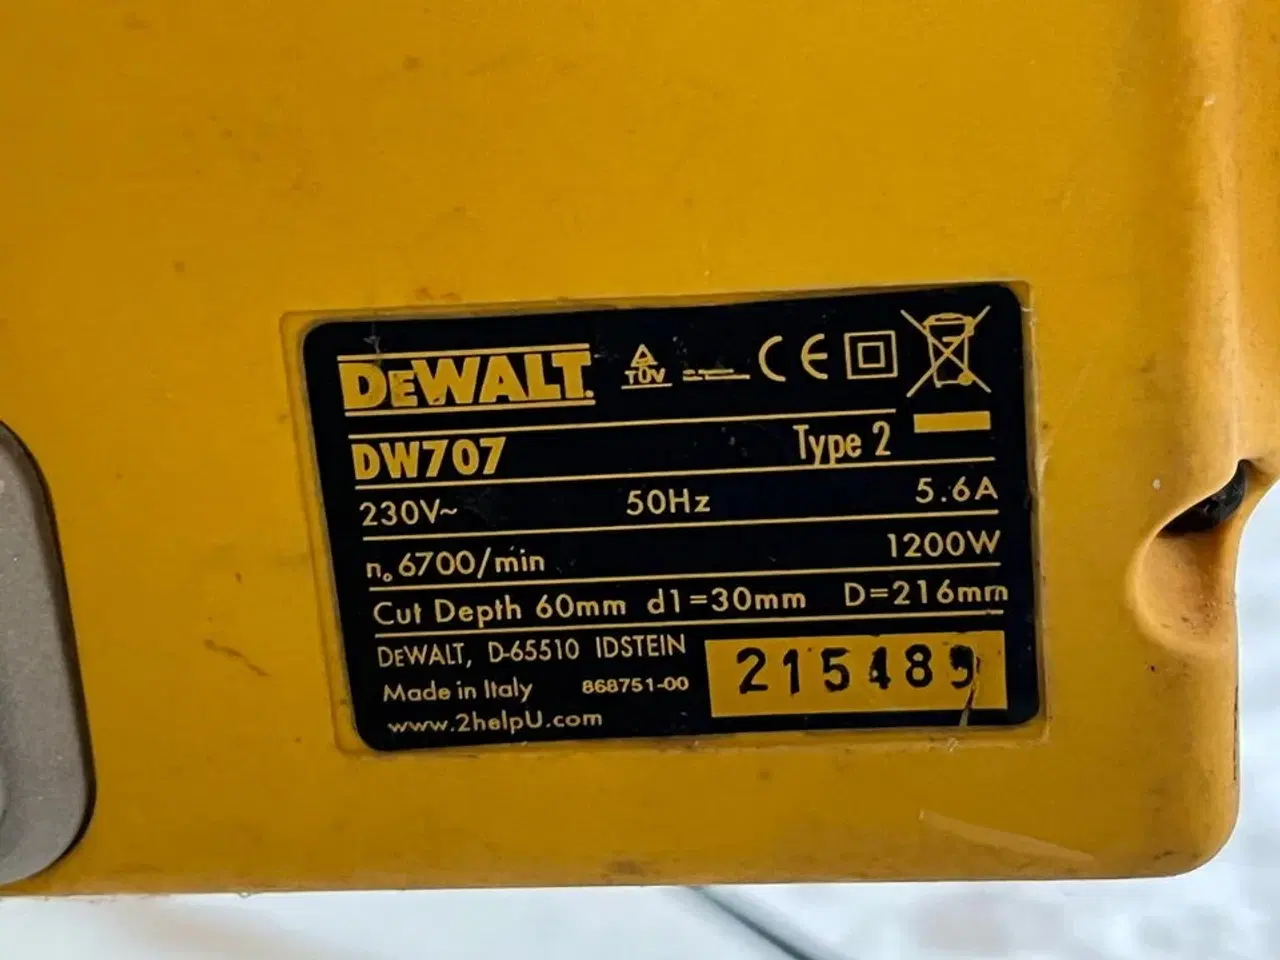 DEWALT.
TÜV
CE
DW707 Type 2
230V~ 50Hz 5.6A
n₀ 6700/min 1200W
Cut Depth 60mm d1=30mm D=216mm
DEWALT, D-65510 IDSTEIN
Made in Italy 868751-00
www.2helpU.com
215489